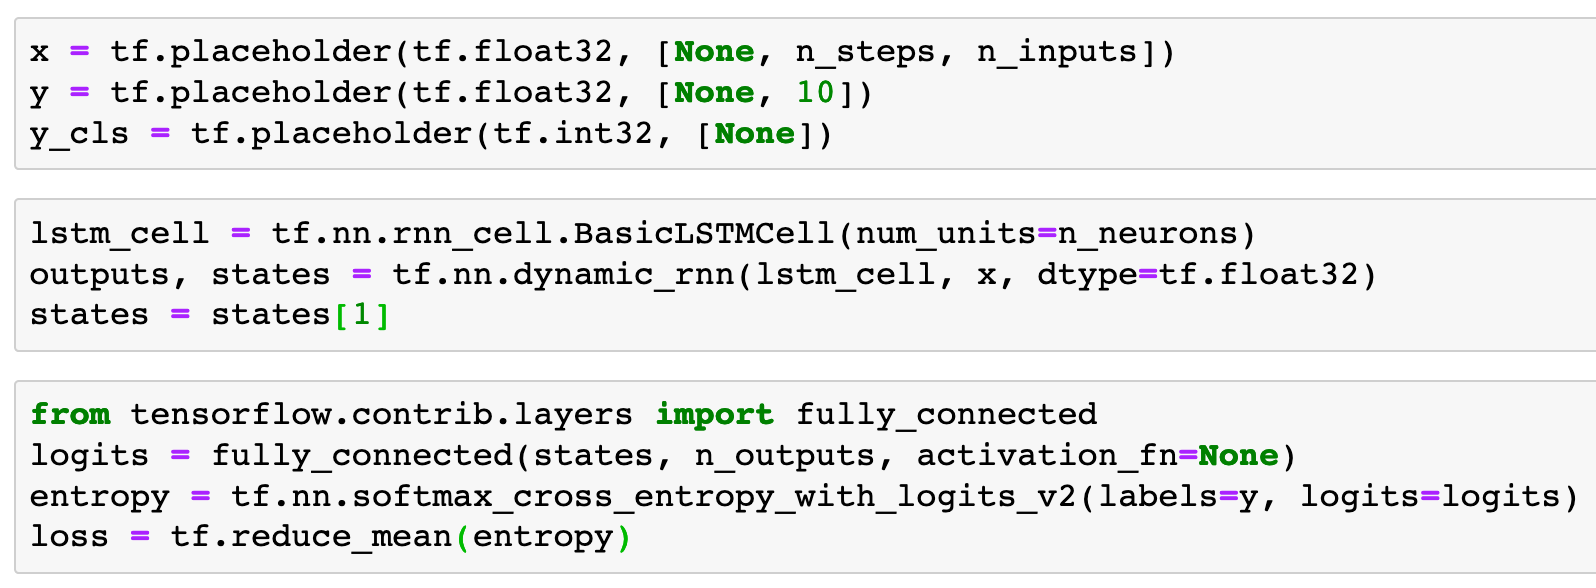 x = tf.placeholder(tf.float32, [None, n_steps, n_inputs])
y = tf.placeholder(tf.float32, [None, 10])
y_cls = tf.placeholder(tf.int32, [None])
lstm_cell = tf.nn.rnn_cell.BasicLSTMCell(num_units=n_neurons)
outputs, states = tf.nn.dynamic_rnn(lstm_cell, x, dtype=tf.float32)
states = states[1]
from tensorflow.contrib.layers import fully_connected
logits = fully_connected(states, n_outputs, activation_fn=None)
entropy = tf.nn.softmax_cross_entropy_with_logits_v2(labels=y, logits=logits)
loss = tf.reduce_mean(entropy)